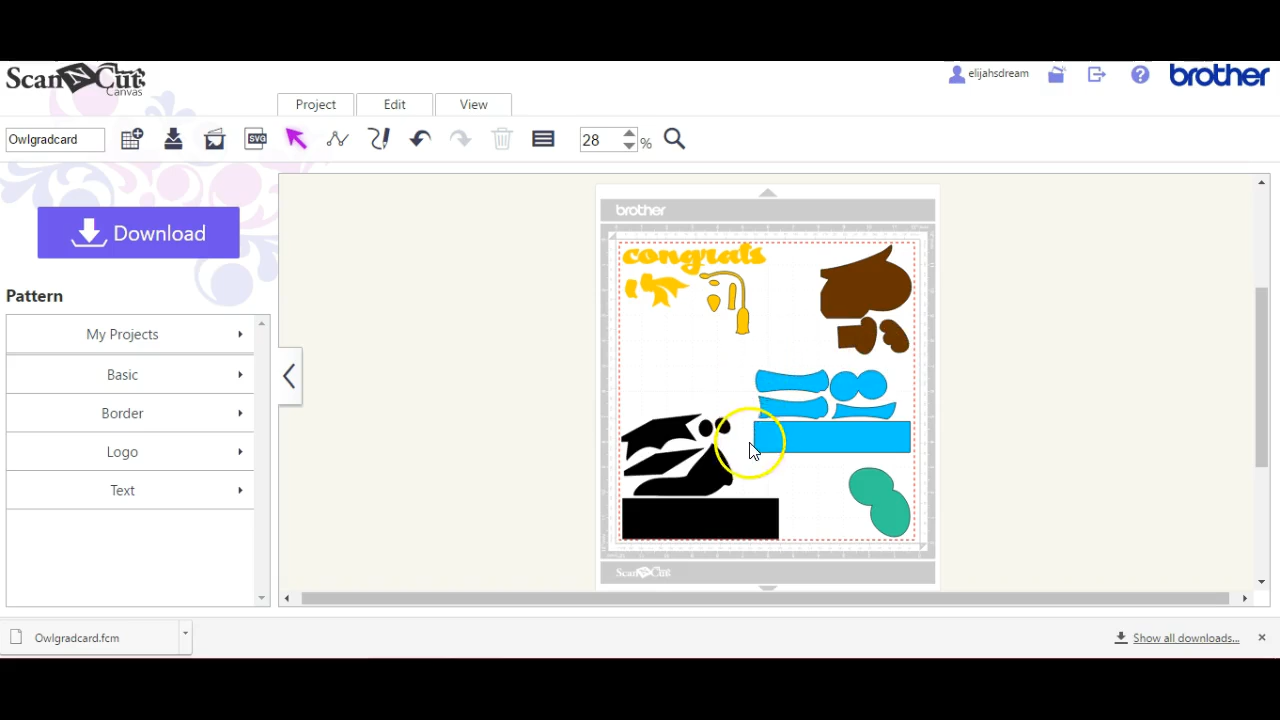 ScanNCut
Canvas
elijahsdream
brother
Project
Edit
View
Owlgradcard
SVG
28
%
Download
brother
congrats
Pattern
My Projects
Basic
Border
Logo
Text
ScanNCut
Owlgradcard.fcm
Show all downloads...